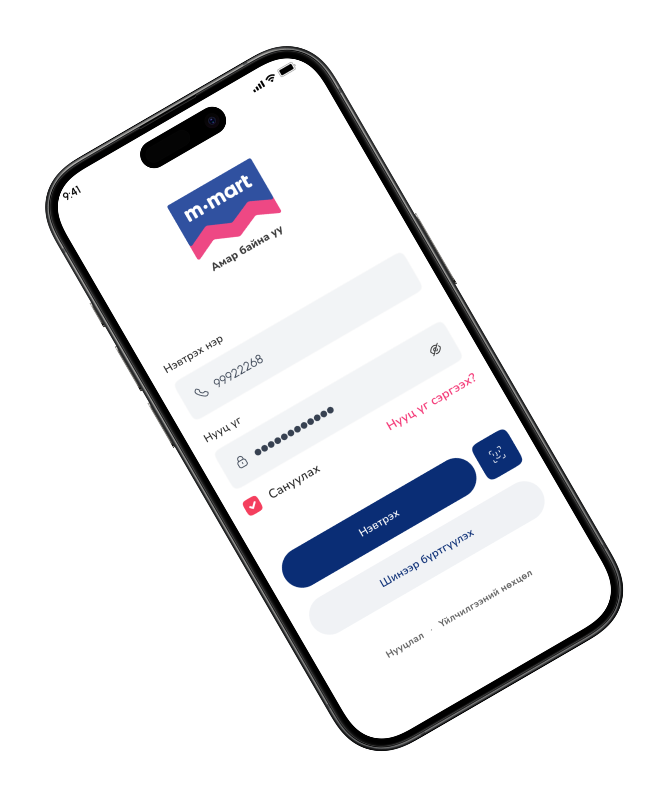 9:41
m·mart
Амар байна уу
Нэвтрэх нэр
99922268
Нууц үг
••••••••••••
Сануулах
Нууц үг сэргээх?
Нэвтрэх
Шинээр бүртгүүлэх
Нууцлал · Үйлчилгээний нөхцөл